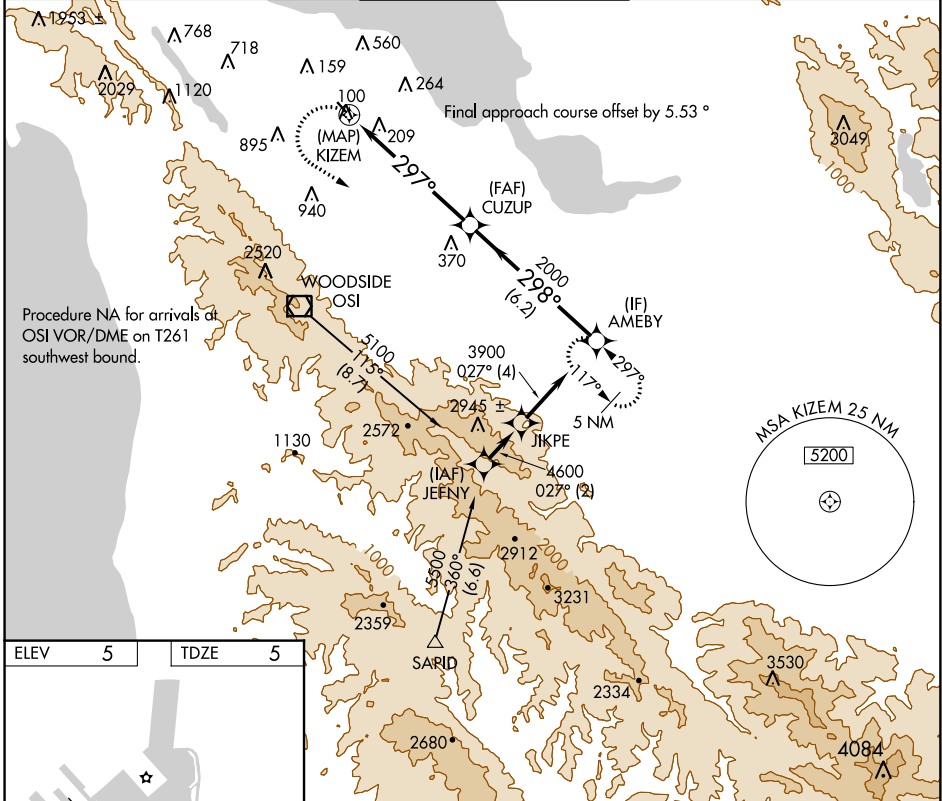 1953 ±
768
718
560
159
2029
1120
264
100
Final approach course offset by 5.53 °
209
895
(MAP)
KIZEM
3049
1000
297°
(FAF)
CUZUP
940
370
2520
WOODSIDE
OSI
2000
298°
(6.2)
(IF)
AMEBY
Procedure NA for arrivals at
OSI VOR/DME on T261
southwest bound.
5100
115°
(8.7)
3900
027° (4)
297°
117°
5 NM
2945 ±
2572
JIKPE
MSA KIZEM 25 NM
5200
1130
(IAF)
JEFNY
4600
027° (2)
1000
2912
2000
5500
360°
(6.6)
3231
2359
SAPID
ELEV 5
TDZE 5
3530
2334
2680
4084